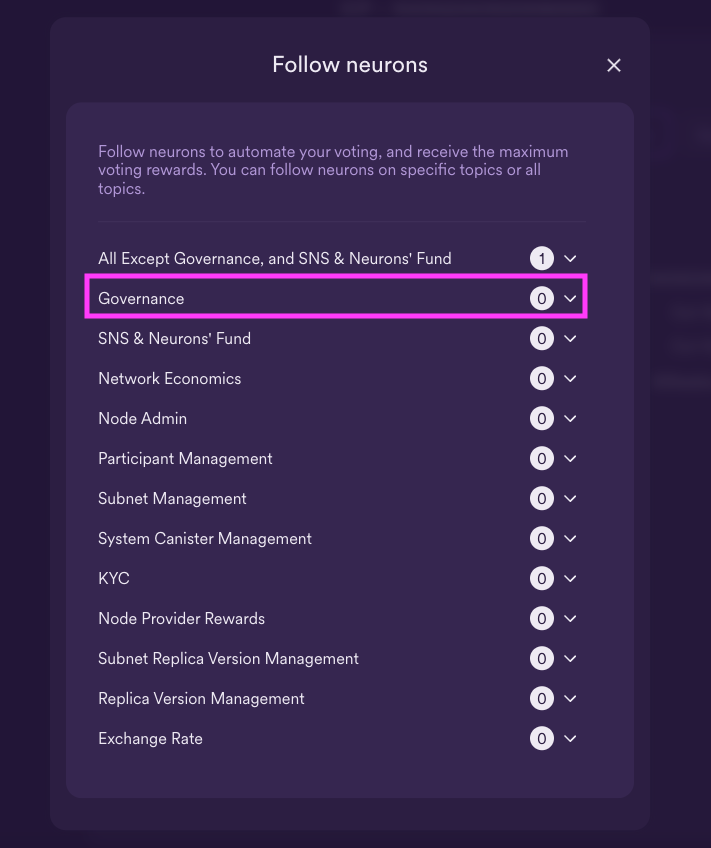 Follow neurons
Follow neurons to automate your voting, and receive the maximum
voting rewards. You can follow neurons on specific topics or all
topics.
All Except Governance, and SNS & Neurons' Fund 1
Governance 0
SNS & Neurons' Fund 0
Network Economics 0
Node Admin 0
Participant Management 0
Subnet Management 0
System Canister Management 0
KYC 0
Node Provider Rewards 0
Subnet Replica Version Management 0
Replica Version Management 0
Exchange Rate 0